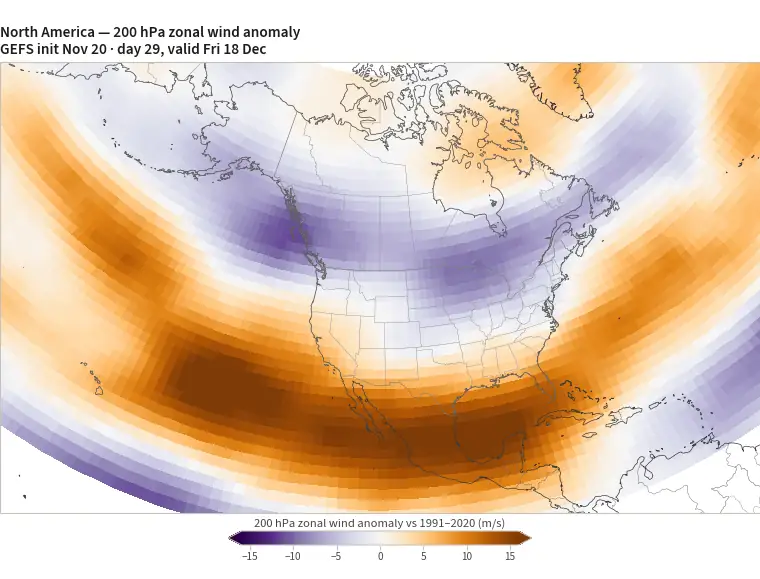 North America — 200 hPa zonal wind anomaly
GEFS init Nov 20 · day 29, valid Fri 18 Dec
200 hPa zonal wind anomaly vs 1991–2020 (m/s)
−15 −10 −5 0 5 10 15